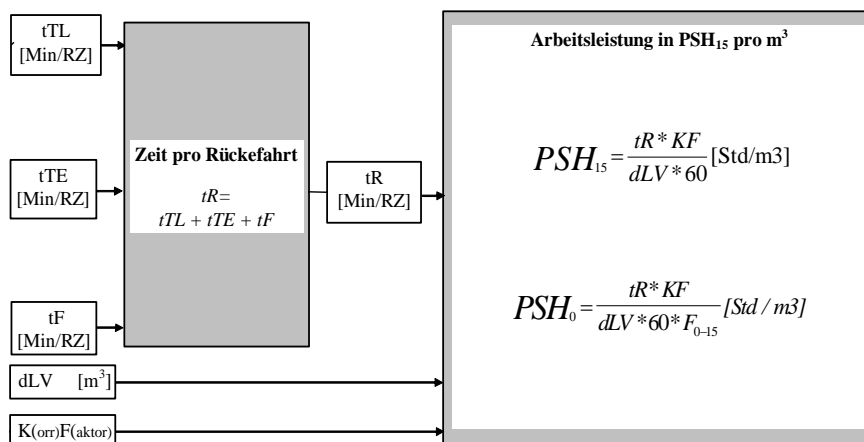 tTL
[Min/RZ]
tTE
[Min/RZ]
tF
[Min/RZ]
dLV [m³]
K(orr)F(aktor)
Zeit pro Rückefahrt
tR=
tTL + tTE + tF
tR
[Min/RZ]
Arbeitsleistung in PSH₁₅ pro m³
PSH₁₅ = tR * KF / dLV * 60 [Std/m3]
PSH₀ = tR * KF / dLV * 60 * F₀₋₁₅ [Std / m3]